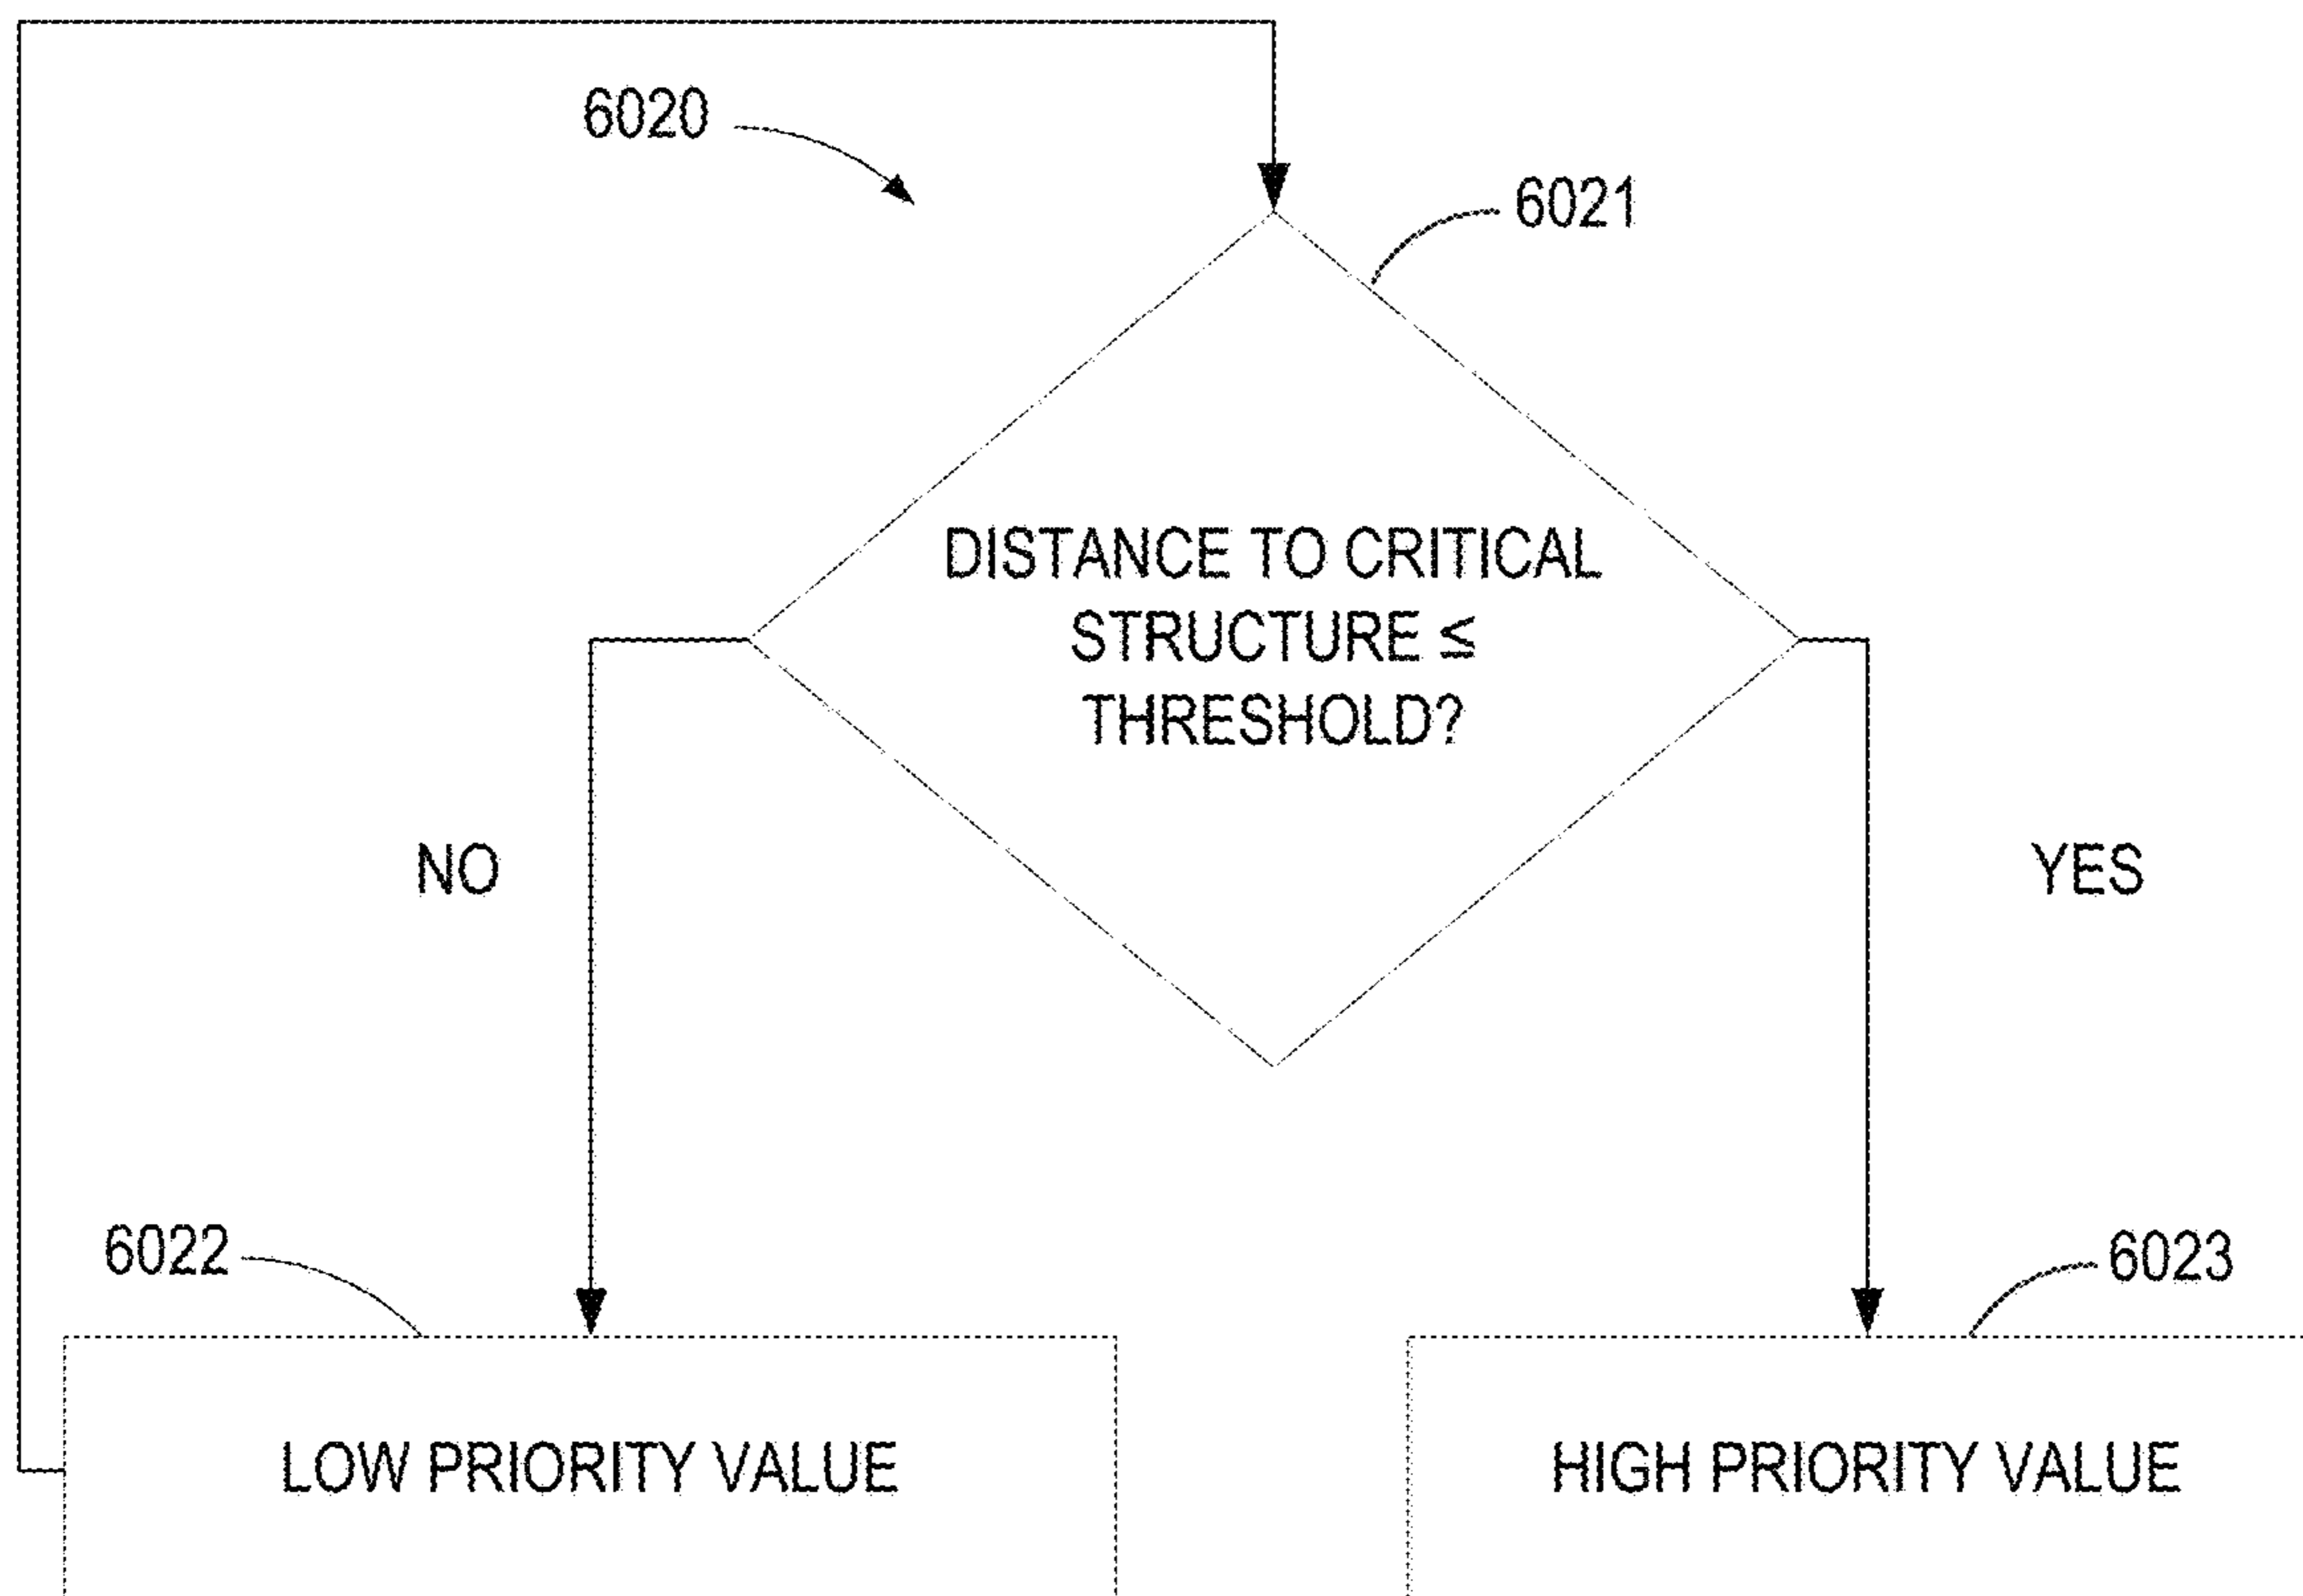 6020
6021
DISTANCE TO CRITICAL
STRUCTURE ≤
THRESHOLD?
NO
YES
6022
6023
LOW PRIORITY VALUE
HIGH PRIORITY VALUE